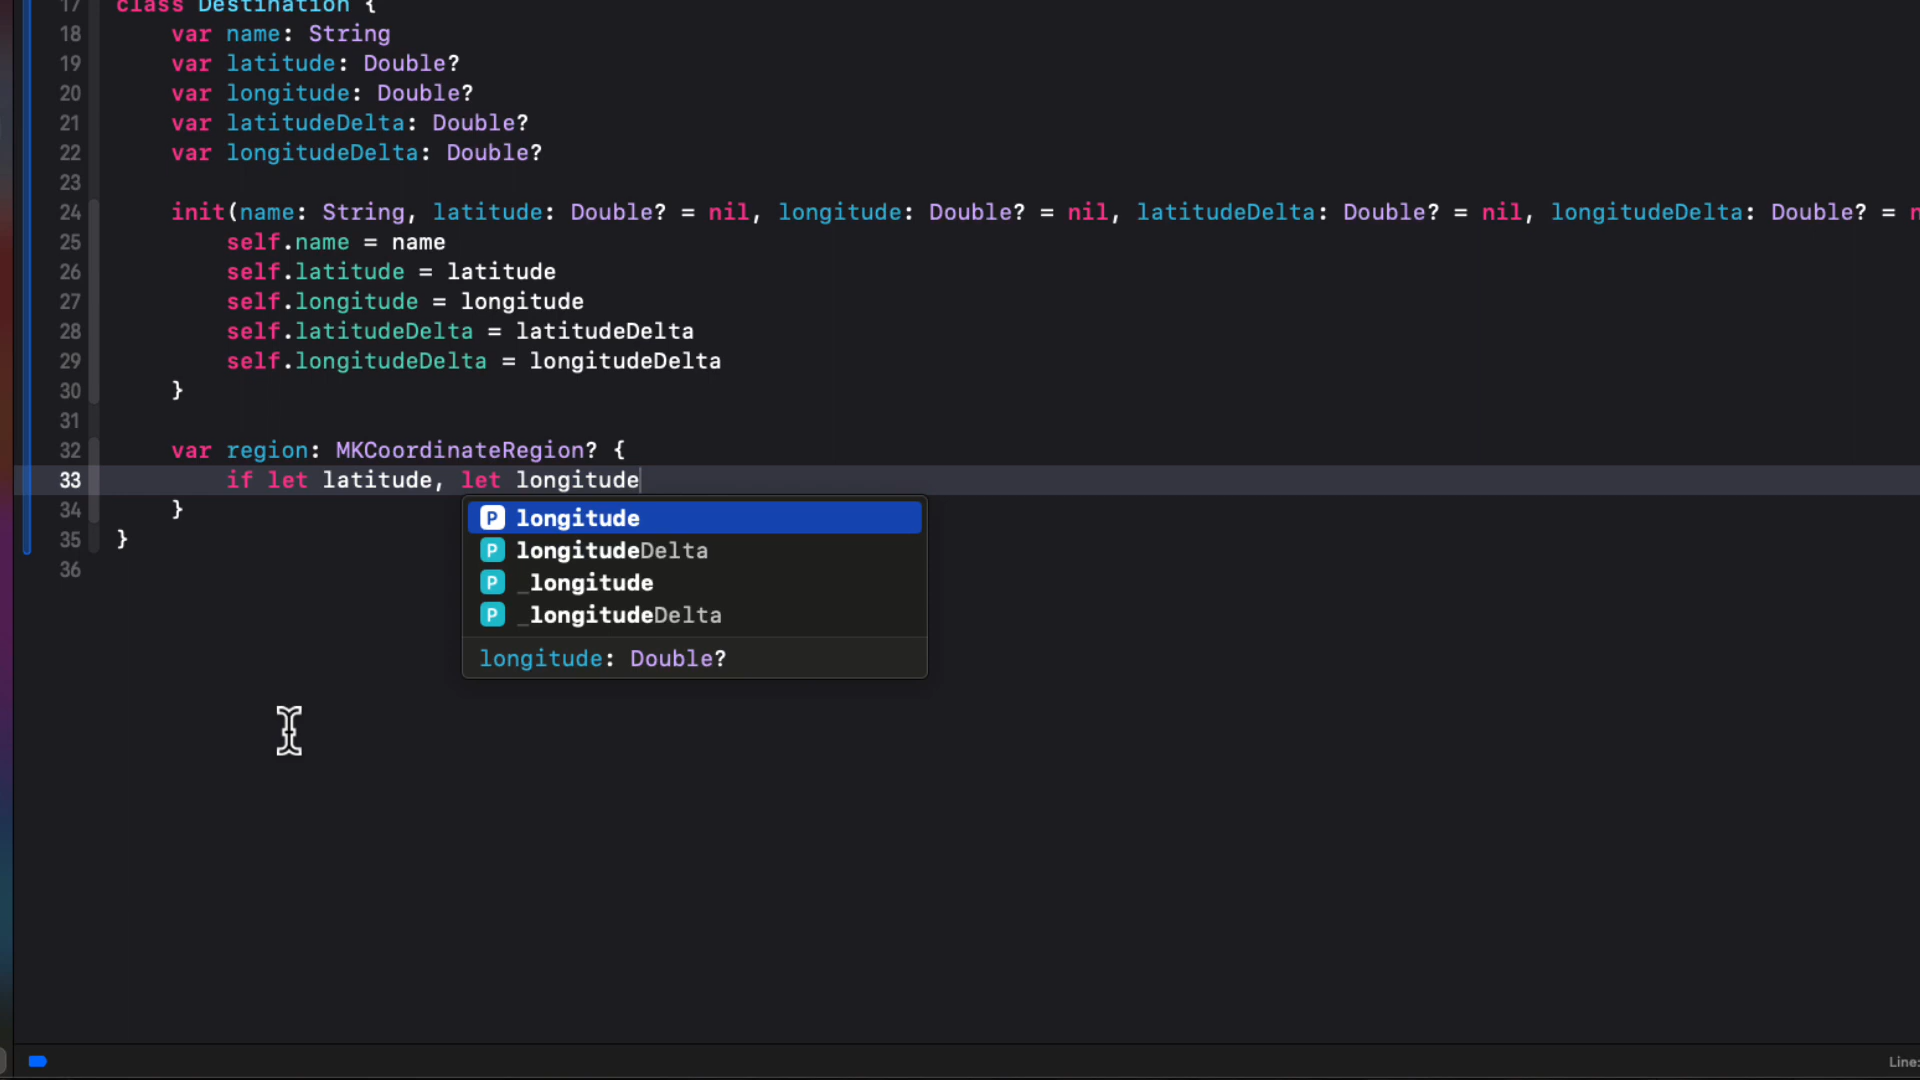 17 class Destination {
18 var name: String
19 var latitude: Double?
20 var longitude: Double?
21 var latitudeDelta: Double?
22 var longitudeDelta: Double?
23
24 init(name: String, latitude: Double? = nil, longitude: Double? = nil, latitudeDelta: Double? = nil, longitudeDelta: Double? = n
25 self.name = name
26 self.latitude = latitude
27 self.longitude = longitude
28 self.latitudeDelta = latitudeDelta
29 self.longitudeDelta = longitudeDelta
30 }
31
32 var region: MKCoordinateRegion? {
33 if let latitude, let longitude
P longitude
34 }
P longitudeDelta
35 }
P _longitude
36
P _longitudeDelta
longitude: Double?
Line: